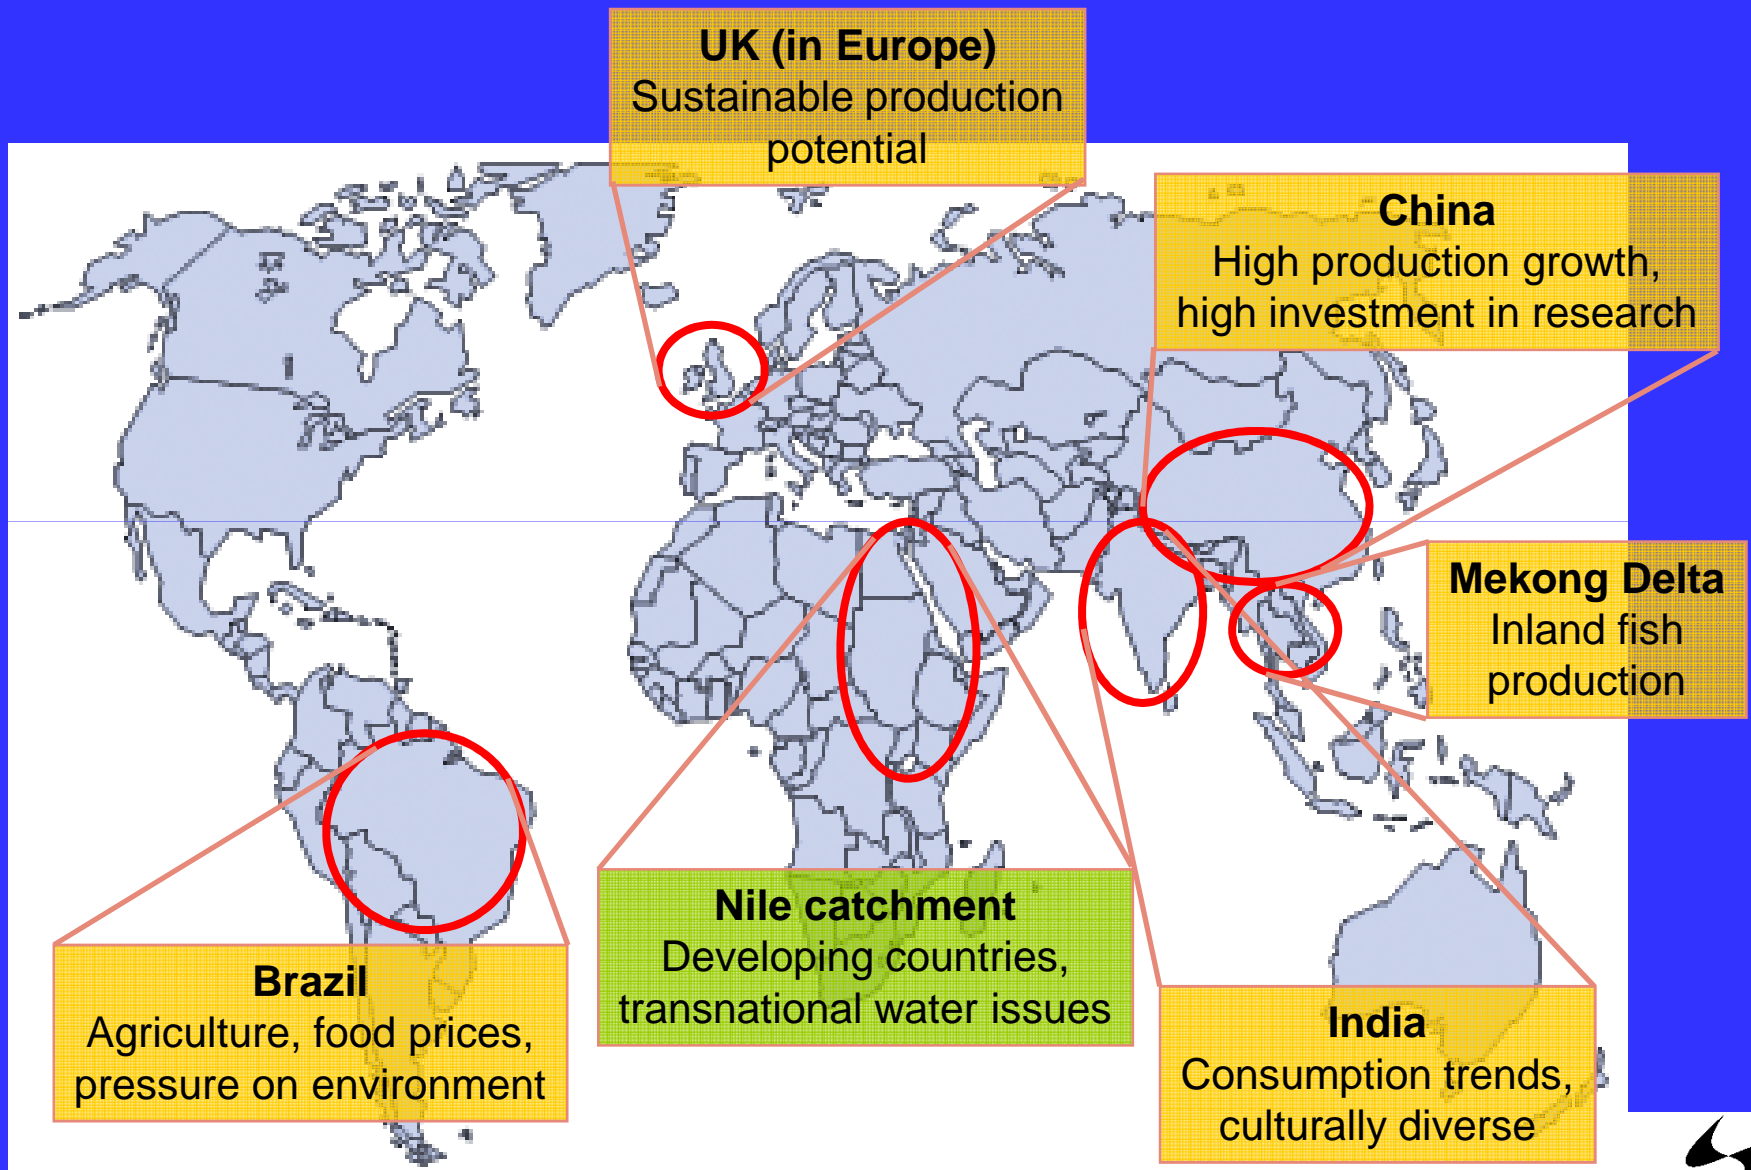 UK (in Europe)
Sustainable production
potential
China
High production growth,
high investment in research
Mekong Delta
Inland fish
production
Nile catchment
Developing countries,
transnational water issues
Brazil
Agriculture, food prices,
pressure on environment
India
Consumption trends,
culturally diverse